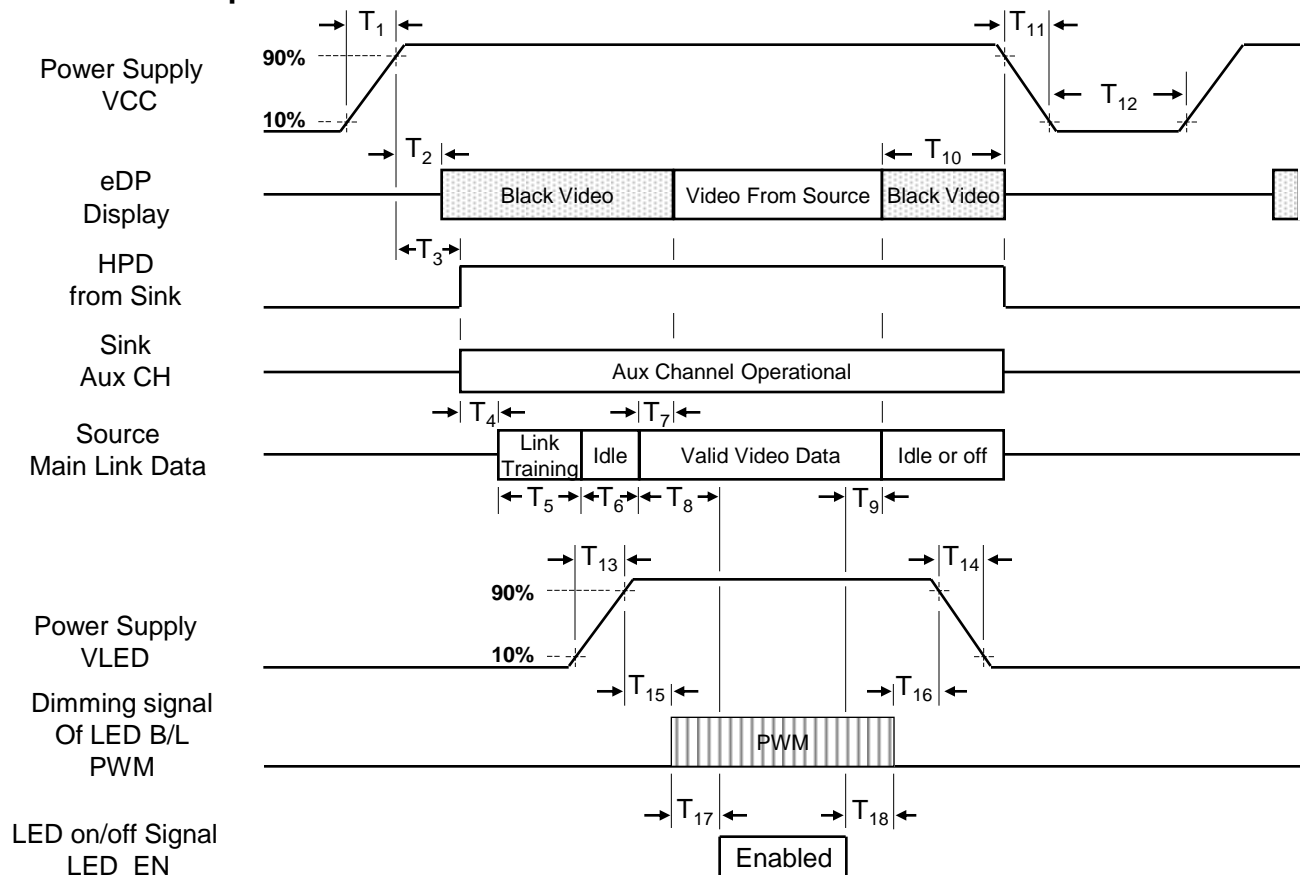 T1
T11
90%
Power Supply
VCC
T12
10%
T2
T10
eDP
Display
Black Video
Video From Source
Black Video
T3
HPD
from Sink
Sink
Aux CH
Aux Channel Operational
T4
T7
Source
Main Link Data
Link
Training
Idle
Valid Video Data
Idle or off
T5
T6
T8
T9
T13
T14
90%
Power Supply
VLED
10%
T15
T16
Dimming signal
Of LED B/L
PWM
PWM
T17
T18
LED on/off Signal
LED_EN
Enabled